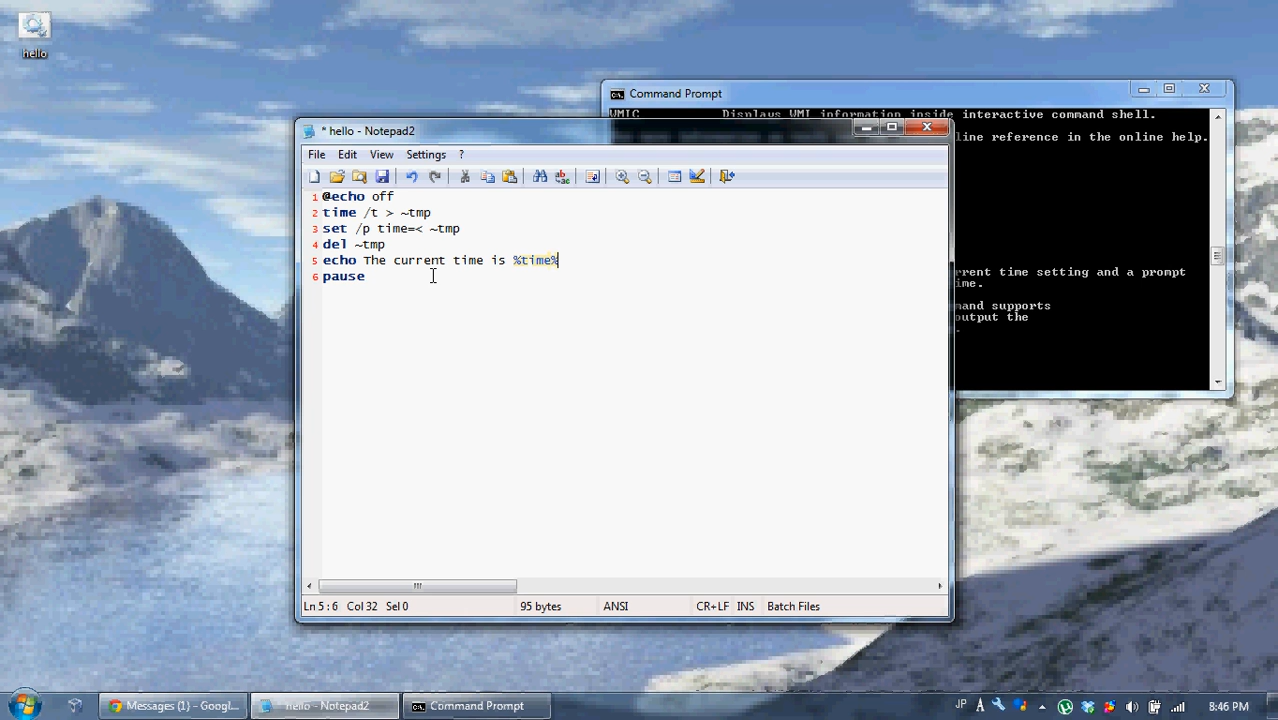 hello
Command Prompt
WMIC Displays WMI information inside interactive command shell.
line reference in the online help.
rrent time setting and a prompt
ime.
mand supports
output the
.
* hello - Notepad2
File Edit View Settings ?
1 @echo off
2 time /t > ~tmp
3 set /p time=< ~tmp
4 del ~tmp
5 echo The current time is %time%
6 pause
Ln 5 : 6 Col 32 Sel 0 95 bytes ANSI CR+LF INS Batch Files
Messages (1) - Googl... hello - Notepad2 Command Prompt JP 8:46 PM